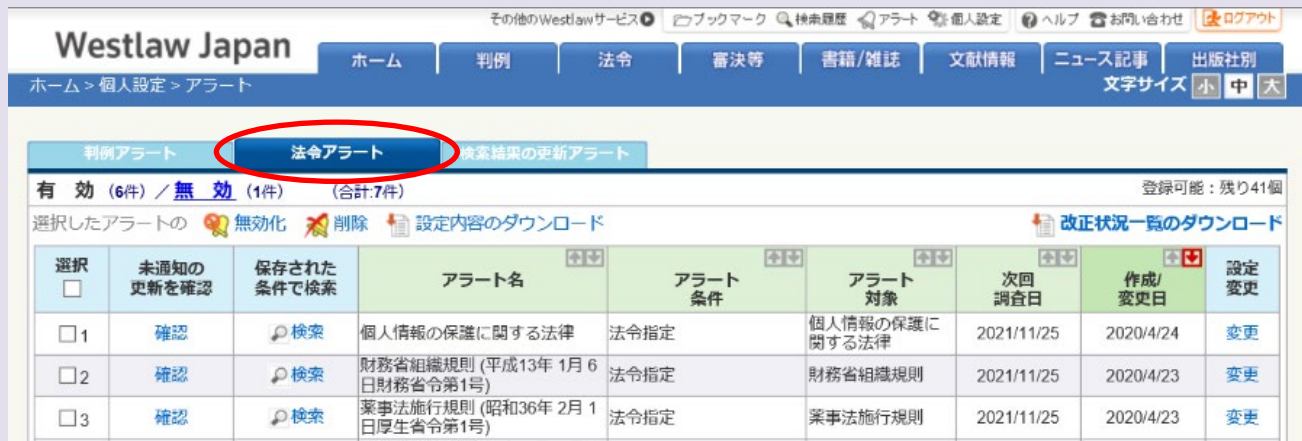 その他のWestlawサービス ブックマーク 検索履歴 アラート 個人設定 ヘルプ お問い合わせ ログアウト
Westlaw Japan
ホーム 判例 法令 審決等 書籍/雑誌 文献情報 ニュース記事 出版社別
ホーム > 個人設定 > アラート 文字サイズ 小 中 大
判例アラート 法令アラート 検索結果の更新アラート
有 効 (6件) / 無 効 (1件) (合計:7件) 登録可能:残り41個
選択したアラートの 無効化 削除 設定内容のダウンロード 改正状況一覧のダウンロード
選択 未通知の 保存された アラート名 アラート アラート 次回 作成/ 設定
更新を確認 条件で検索 条件 対象 調査日 変更日 変更
1 確認 検索 個人情報の保護に関する法律 法令指定 個人情報の保護に 2021/11/25 2020/4/24 変更
関する法律
2 確認 検索 財務省組織規則 (平成13年 1月 6 法令指定 財務省組織規則 2021/11/25 2020/4/23 変更
日財務省令第1号)
3 確認 検索 薬事法施行規則 (昭和36年 2月 1 法令指定 薬事法施行規則 2021/11/25 2020/4/23 変更
日厚生省令第1号)